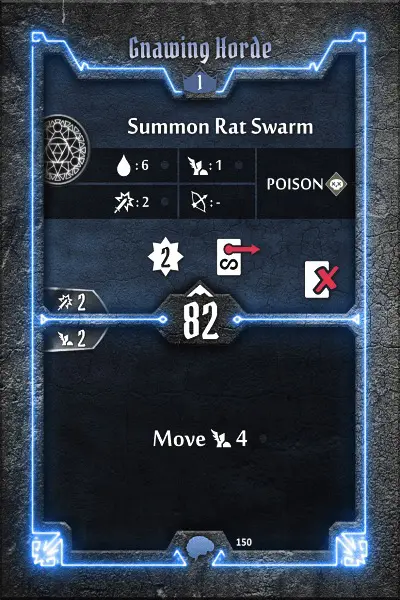 Gnawing Horde
1
Summon Rat Swarm
: 6 : 1
POISON
: 2 : -
2 S
2
82
2
Move 4
150